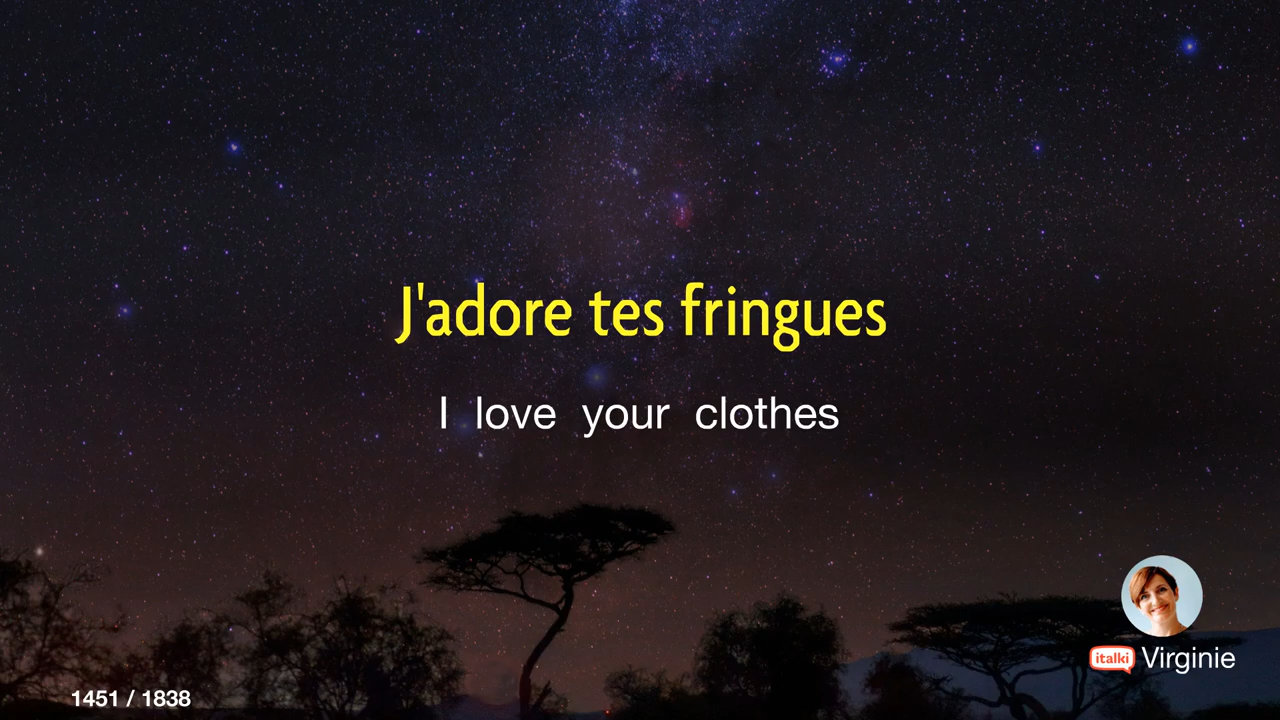 J'adore tes fringues
I love your clothes
italki Virginie
1451 / 1838